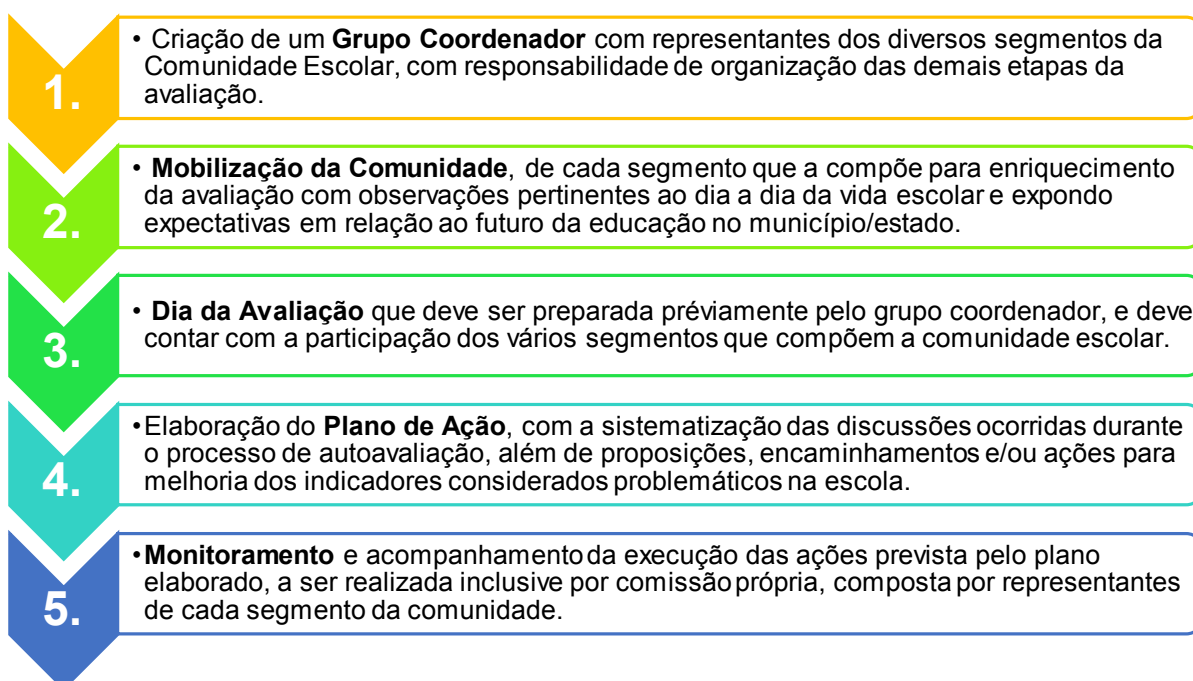 1.
• Criação de um Grupo Coordenador com representantes dos diversos segmentos da
Comunidade Escolar, com responsabilidade de organização das demais etapas da
avaliação.
2.
• Mobilização da Comunidade, de cada segmento que a compõe para enriquecimento
da avaliação com observações pertinentes ao dia a dia da vida escolar e expondo
expectativas em relação ao futuro da educação no município/estado.
3.
• Dia da Avaliação que deve ser preparada préviamente pelo grupo coordenador, e deve
contar com a participação dos vários segmentos que compõem a comunidade escolar.
4.
•Elaboração do Plano de Ação, com a sistematização das discussões ocorridas durante
o processo de autoavaliação, além de proposições, encaminhamentos e/ou ações para
melhoria dos indicadores considerados problemáticos na escola.
5.
•Monitoramento e acompanhamento da execução das ações prevista pelo plano
elaborado, a ser realizada inclusive por comissão própria, composta por representantes
de cada segmento da comunidade.